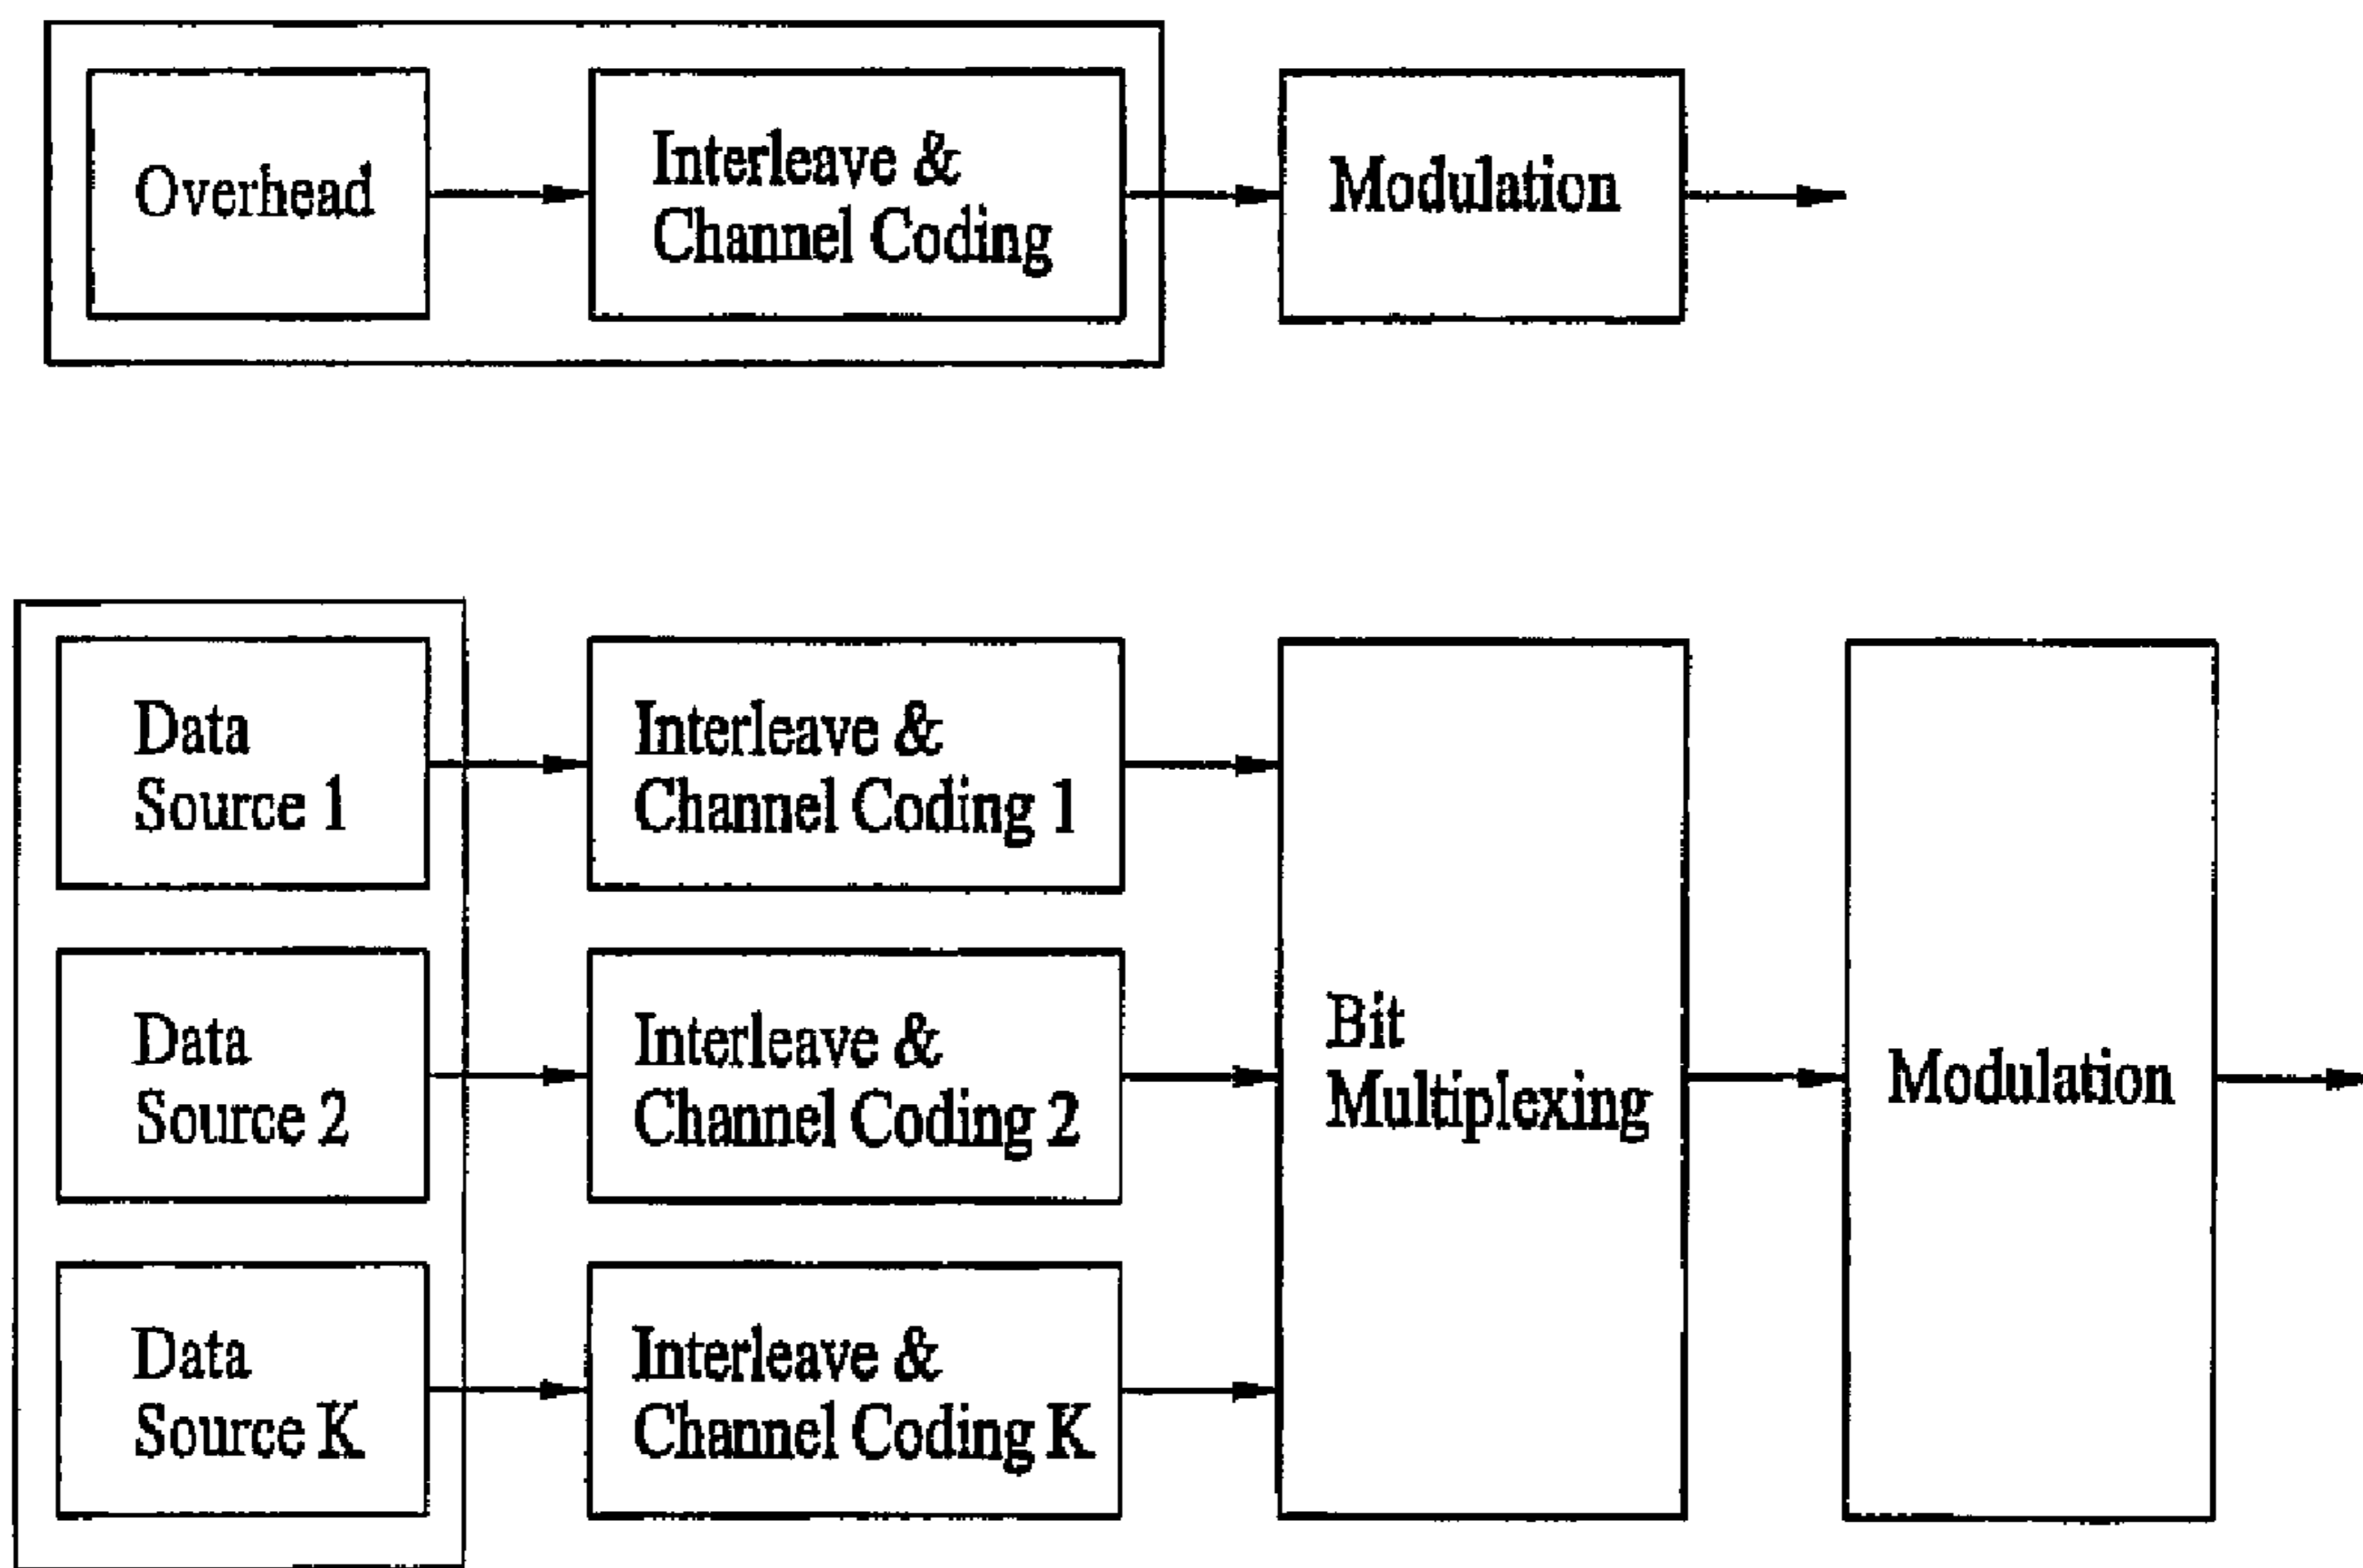 Overhead
Interleave &
Channel Coding
Modulation
Data
Source 1
Interleave &
Channel Coding 1
Data
Source 2
Interleave &
Channel Coding 2
Data
Source K
Interleave &
Channel Coding K
Bit
Multiplexing
Modulation